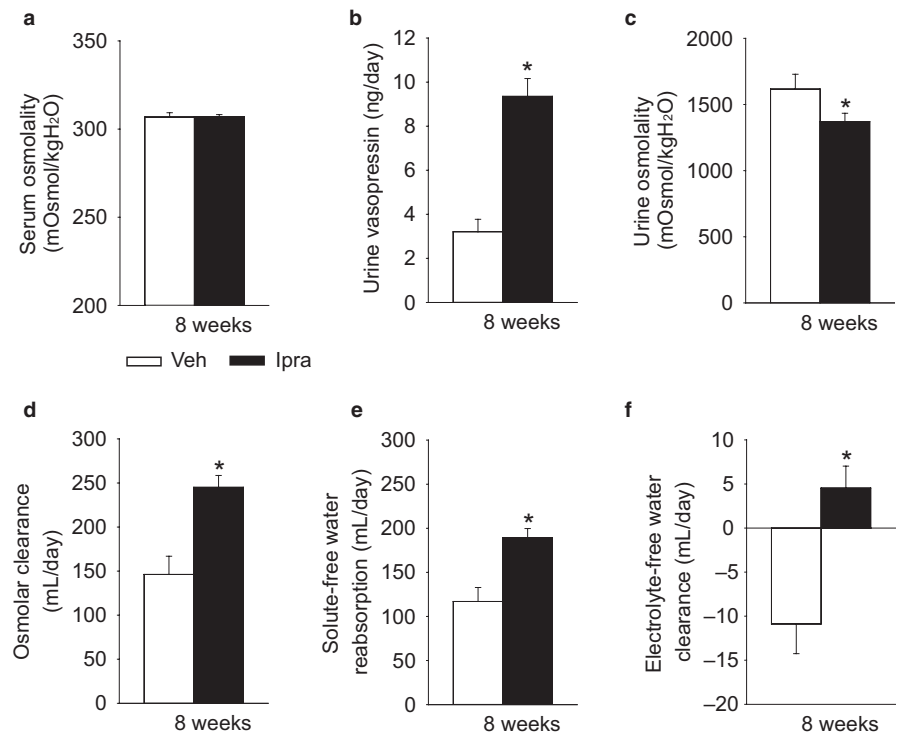 a
Serum osmolality
(mOsmol/kgH₂O)
350
300
250
200
8 weeks
b
Urine vasopressin (ng/day)
12
10
8
6
4
2
0
*
8 weeks
c
Urine osmolality
(mOsmol/kgH₂O)
2000
1500
1000
500
0
*
8 weeks
Veh Ipra
d
Osmolar clearance
(mL/day)
300
250
200
150
100
50
0
*
8 weeks
e
Solute-free water
reabsorption (mL/day)
300
250
200
150
100
50
0
*
8 weeks
f
Electrolyte-free water
clearance (mL/day)
10
5
0
–5
–10
–15
–20
*
8 weeks